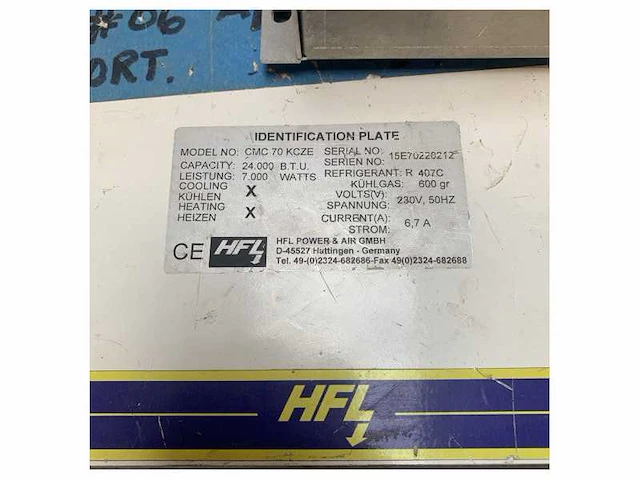 #06
ORT.
IDENTIFICATION PLATE
MODEL NO: CMC 70 KCZE SERIAL NO: 15E70220212
CAPACITY: 24.000 B.T.U. SERIEN NO:
LEISTUNG: 7.000 WATTS REFRIGERANT: R 407C
COOLING X KÜHLGAS: 600 gr
KÜHLEN VOLTS(V):
HEATING X SPANNUNG: 230V, 50HZ
HEIZEN CURRENT(A): 6,7 A
STROM:
CE HFL HFL POWER & AIR GMBH
D-45527 Hattingen - Germany
Tel. 49-(0)2324-682686-Fax 49(0)2324-682688
HFL